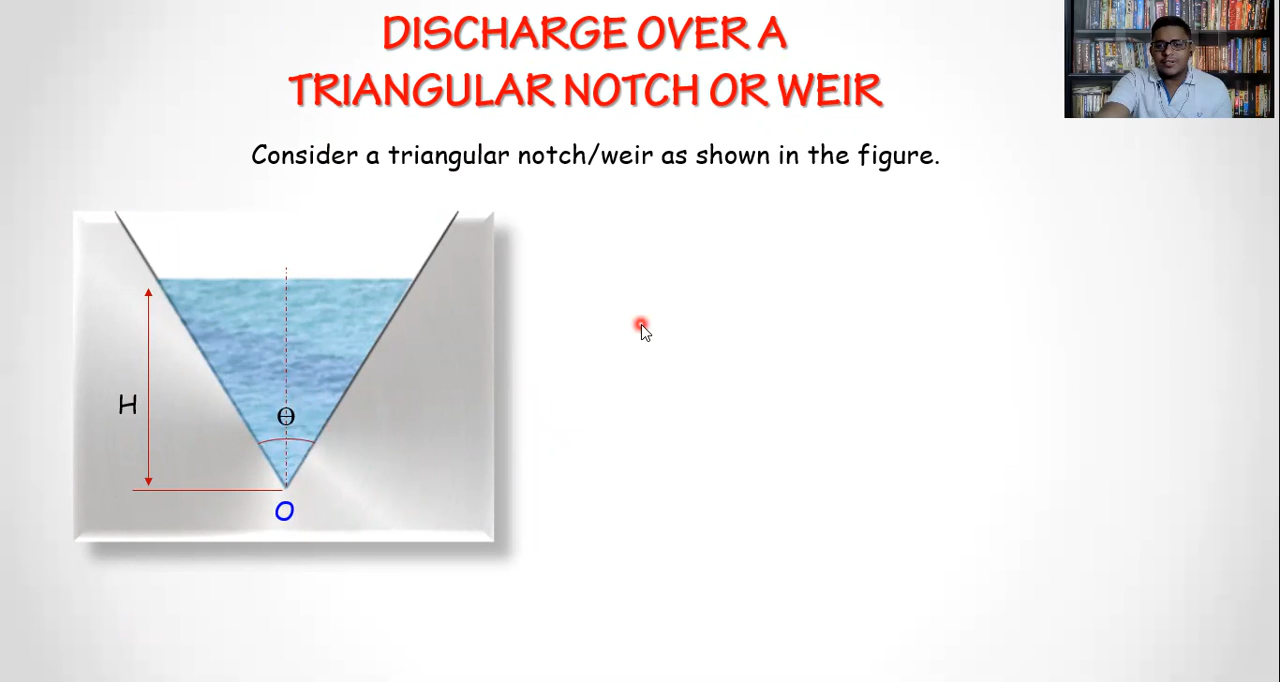 DISCHARGE OVER A
TRIANGULAR NOTCH OR WEIR
Consider a triangular notch/weir as shown in the figure.
H
Θ
O